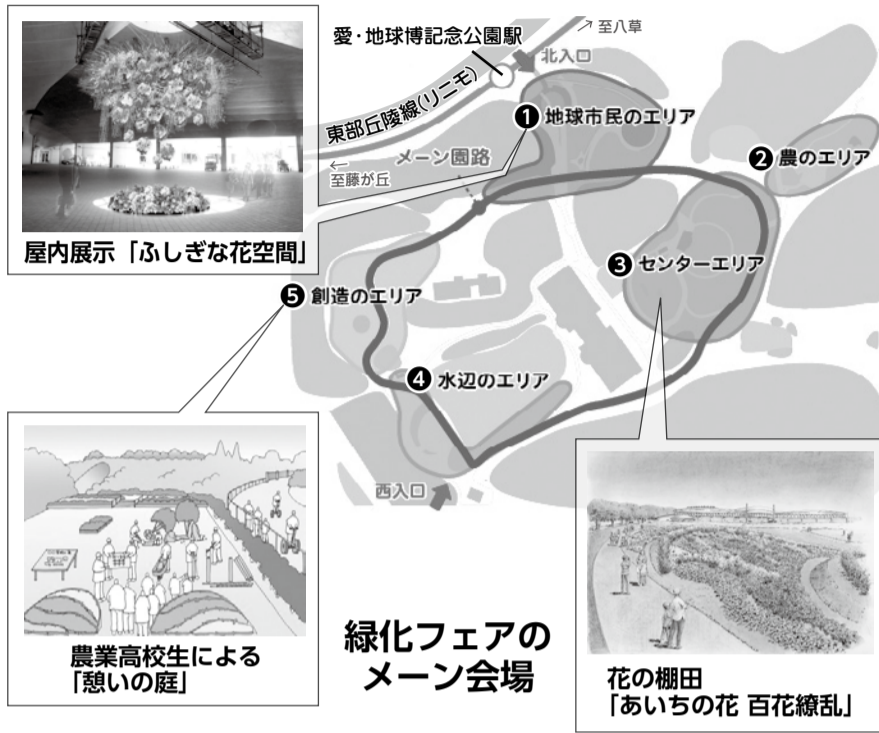 愛・地球博記念公園駅
↗至八草
北入口
東部丘陵線(リニモ)
❶地球市民のエリア
メーン園路
←
至藤が丘
❷農のエリア
屋内展示「ふしぎな花空間」
❸センターエリア
❺創造のエリア
❹水辺のエリア
西入口
緑化フェアの
メーン会場
農業高校生による
「憩いの庭」
花の棚田
「あいちの花 百花繚乱」